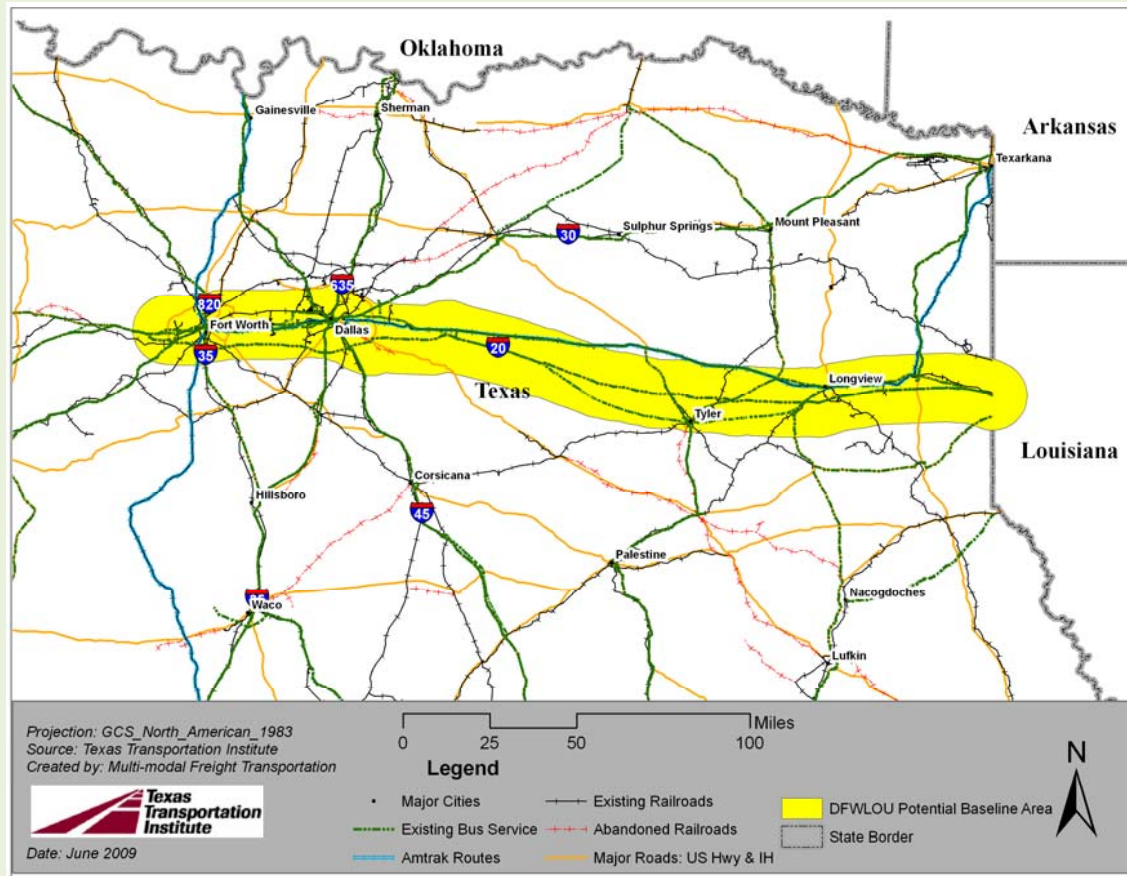 Oklahoma
Arkansas
Gainesville
Sherman
Texarkana
Sulphur Springs
Mount Pleasant
30
635
820
Fort Worth
Dallas
35
20
Longview
Texas
Tyler
Louisiana
Corsicana
Hillsboro
45
Palestine
Waco
Nacogdoches
Lufkin
Projection: GCS_North_American_1983
Source: Texas Transportation Institute
Created by: Multi-modal Freight Transportation
Texas
Transportation
Institute
Date: June 2009
Miles
0 25 50 100
Legend
Major Cities
Existing Bus Service
Amtrak Routes
Existing Railroads
Abandoned Railroads
Major Roads: US Hwy & IH
DFWLOU Potential Baseline Area
State Border
N